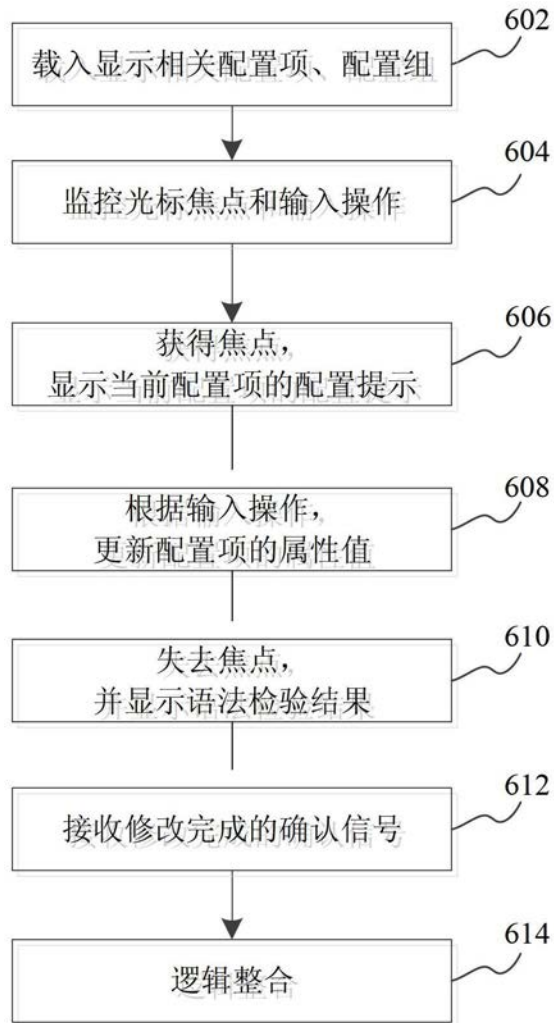 602
载入显示相关配置项、配置组
604
监控光标焦点和输入操作
606
获得焦点,
显示当前配置项的配置提示
608
根据输入操作,
更新配置项的属性值
610
失去焦点,
并显示语法检验结果
612
接收修改完成的确认信号
614
逻辑整合